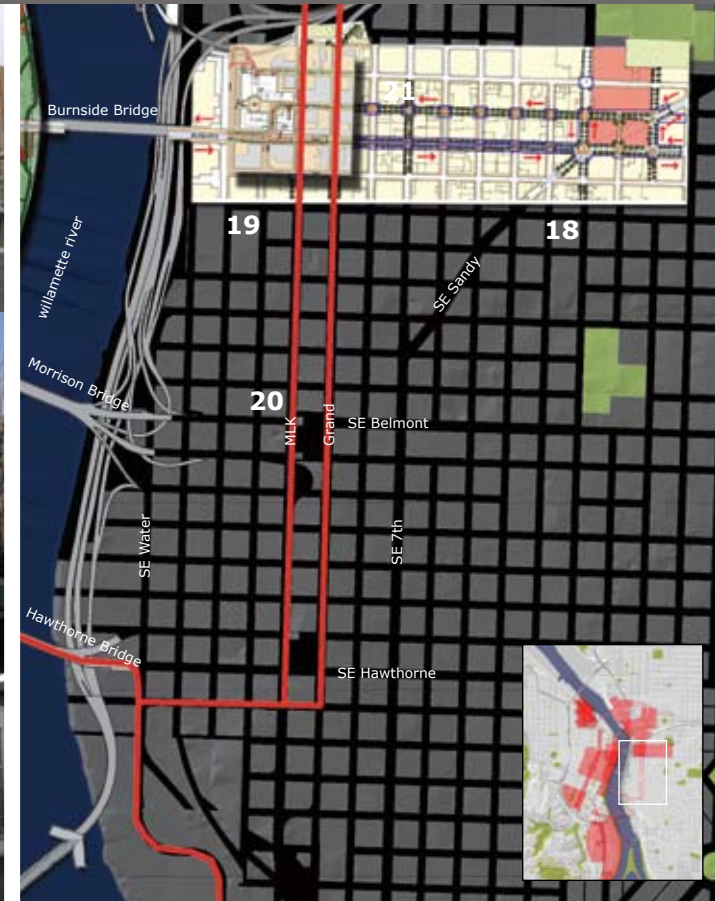 21
Burnside Bridge
19
18
willamette river
SE Sandy
Morrison Bridge
20
MLK
Grand
SE Belmont
SE Water
SE 7th
Hawthorne Bridge
SE Hawthorne